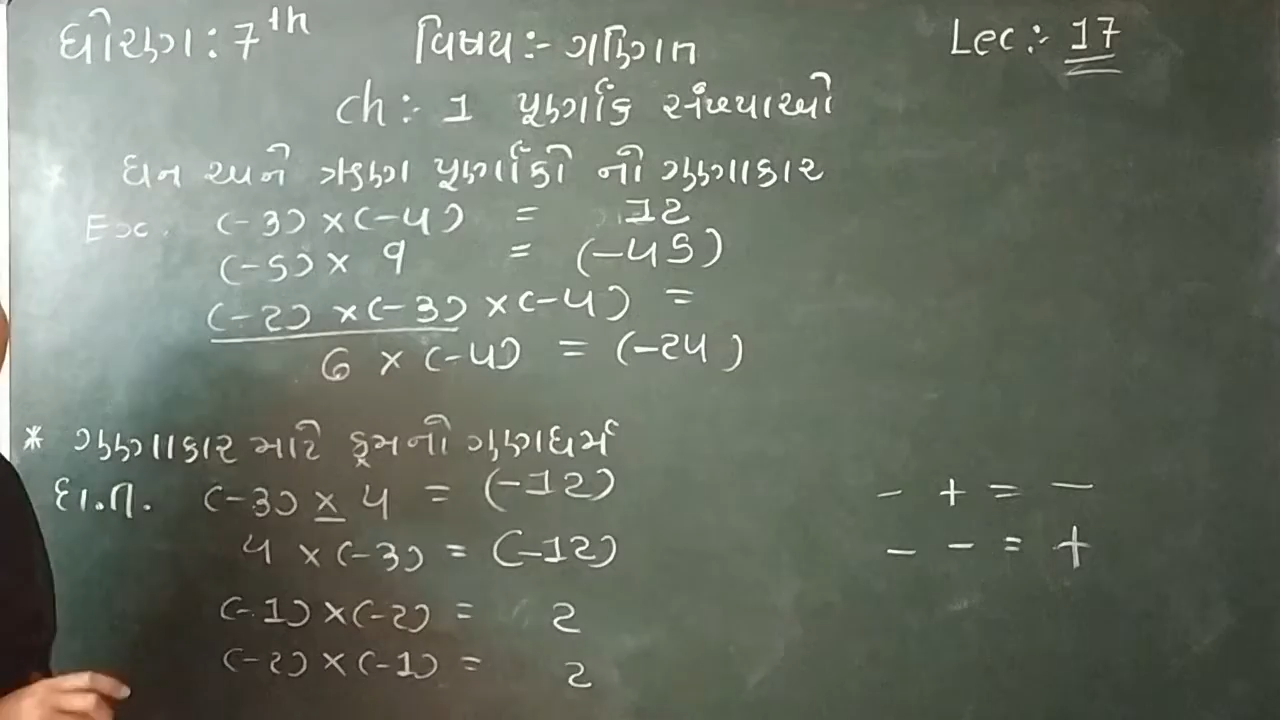 ધોરણ : 7th વિષય :- ગણિત Lec :- 17
ch :- 1 પૂર્ણાંક સંખ્યાઓ
* ધન અને ઋણ પૂર્ણાંકો નો ગુણાકાર
Ex. (-3) × (-4) = 12
(-5) × 9 = (-45)
(-2) × (-3) × (-4) =
6 × (-4) = (-24)
* ગુણાકાર માટે ક્રમનો ગુણધર્મ
દા.ત. (-3) × 4 = (-12)
4 × (-3) = (-12)
(-1) × (-2) = 2
(-2) × (-1) = 2
- + = -
- - = +